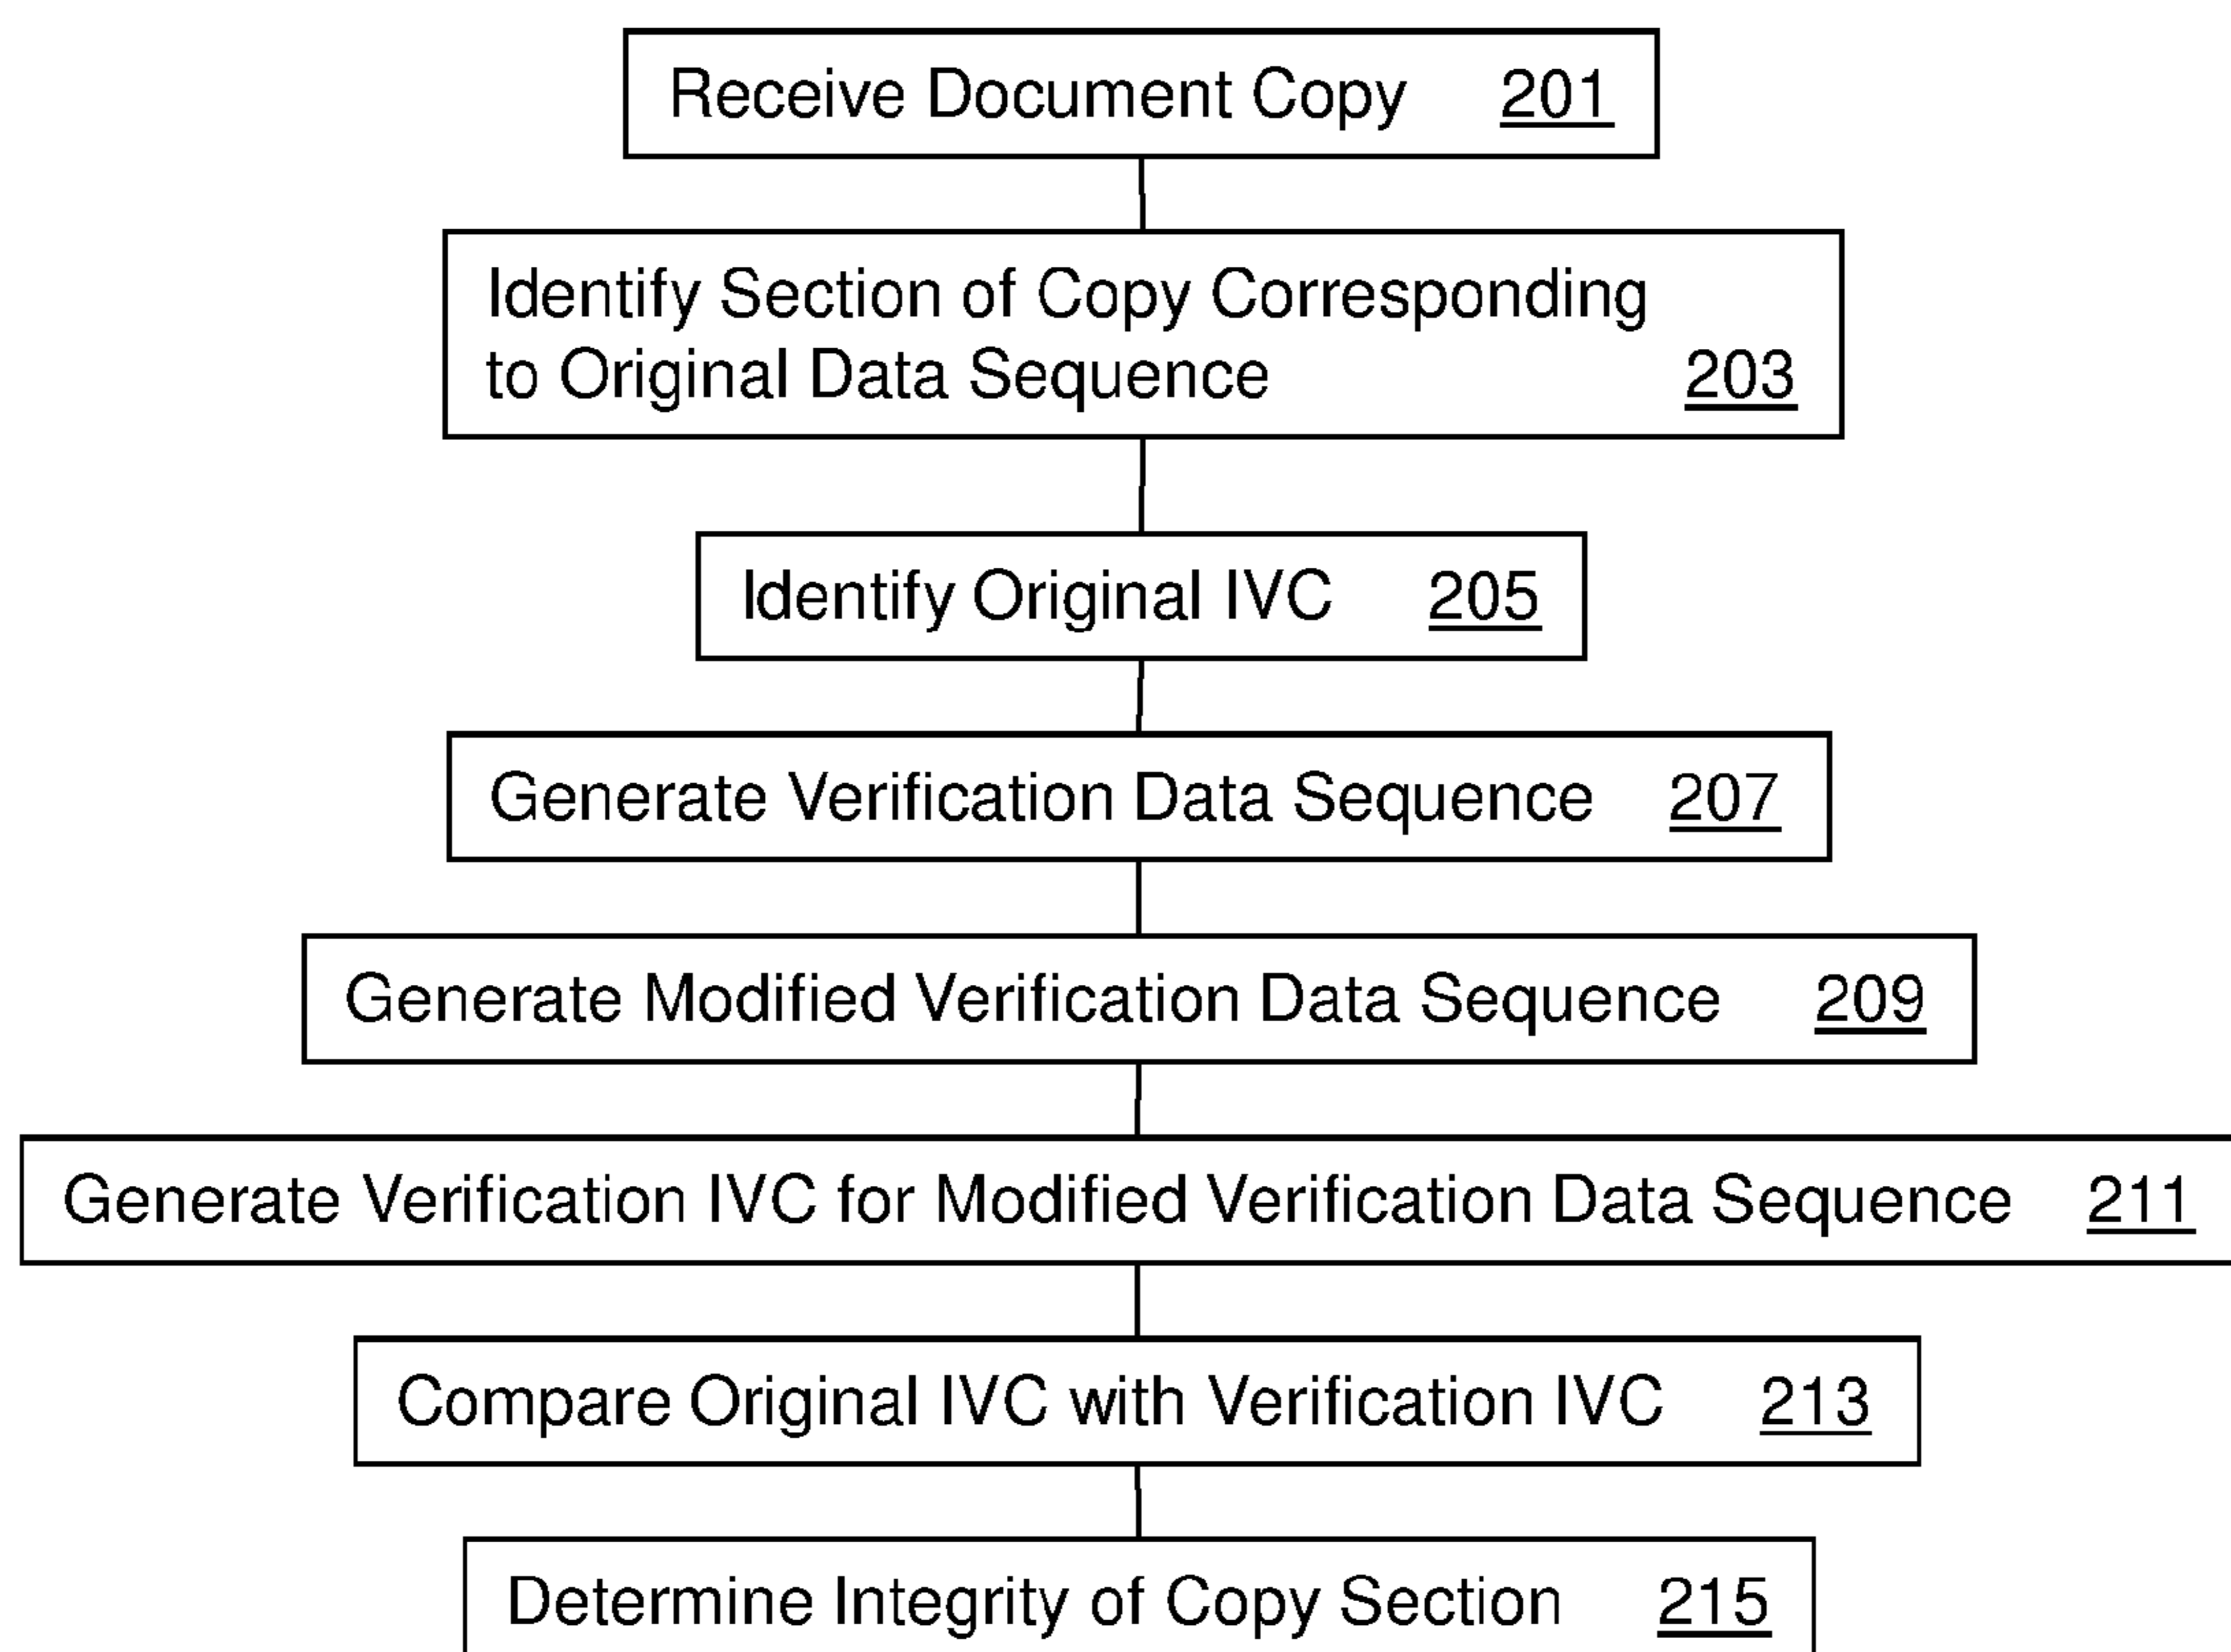 Receive Document Copy 201
Identify Section of Copy Corresponding
to Original Data Sequence 203
Identify Original IVC 205
Generate Verification Data Sequence 207
Generate Modified Verification Data Sequence 209
Generate Verification IVC for Modified Verification Data Sequence 211
Compare Original IVC with Verification IVC 213
Determine Integrity of Copy Section 215